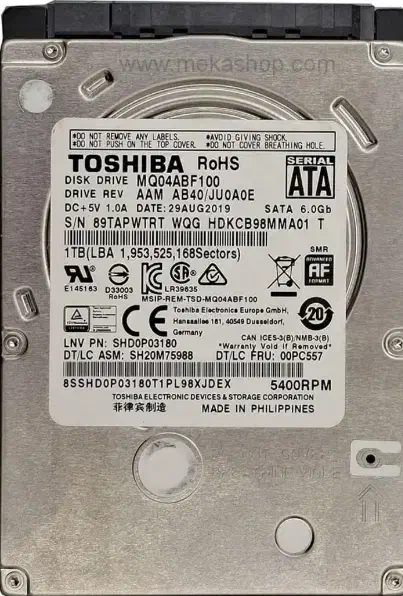 www.mekashop.com
*DO NOT REMOVE ANY LABELS. *AVOID GIVING SHOCK.
*DO NOT PUSH ON THE TOP COVER. *DO NOT COVER BREATHING HOLE.
TOSHIBA RoHS
SERIAL ATA
DISK DRIVE MQ04ABF100
DRIVE REV AAM AB40/JU0A0E
DC+5V 1.0A DATE:29AUG2019 SATA 6.0Gb
S/N 89TAPWTRT WQG HDKCB98MMA01 T
1TB(LBA 1,953,525,168Sectors) SMR
E145163 D33003 RoHS LR39635
ADVANCED AF FORMAT
MSIP-REM-TSD-MQ04ABF100
Toshiba Electronics Europe GmbH,
Hansaallee 181, 40549 Dusseldorf,
Germany
20
CAN ICES-3(B)/NMB-3(B)
LNV PN: SHD0P03180 *Warranty Void if Removed*
DT/LC ASM: SH20M75988 DT/LC FRU: 00PC557
8SSHD0P03180T1PL98XJDEX 5400RPM
TOSHIBA ELECTRONIC DEVICES & STORAGE CORPORATION
菲律宾制造 MADE IN PHILIPPINES